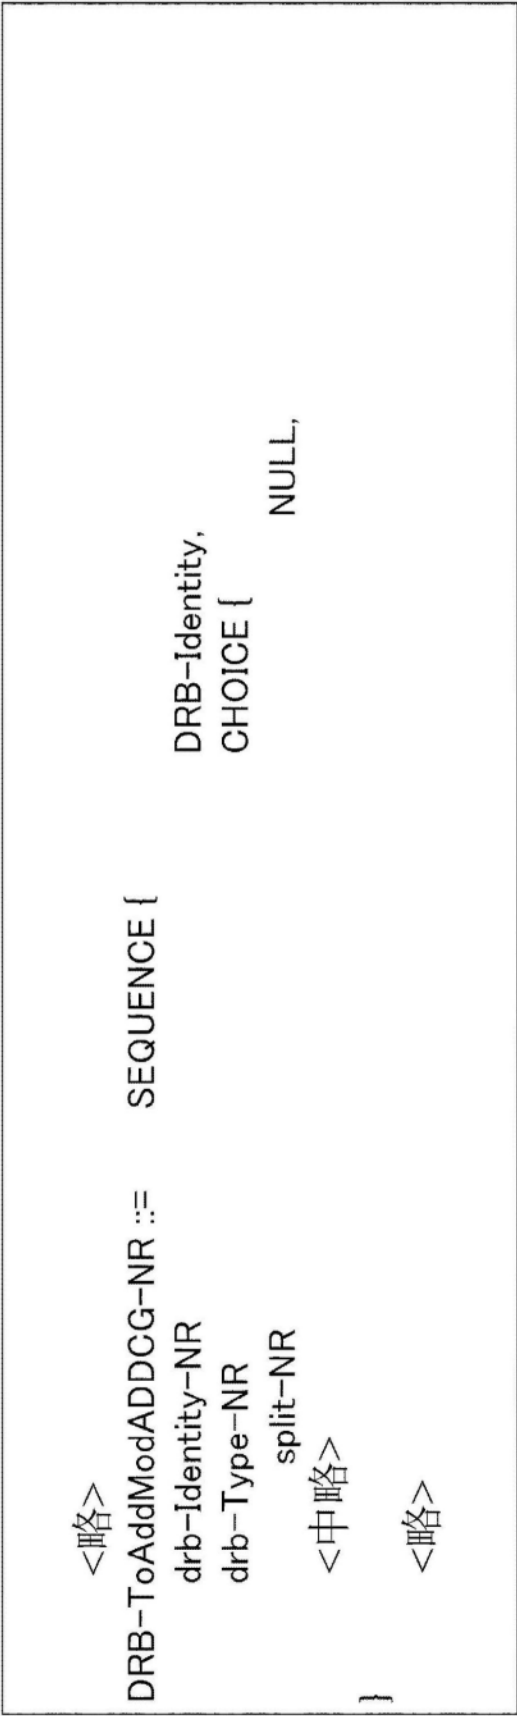 <略>
DRB-ToAddModADDCG-NR ::= SEQUENCE {
drb-Identity-NR DRB-Identity,
drb-Type-NR CHOICE {
split-NR NULL,
<中略>
}
<略>